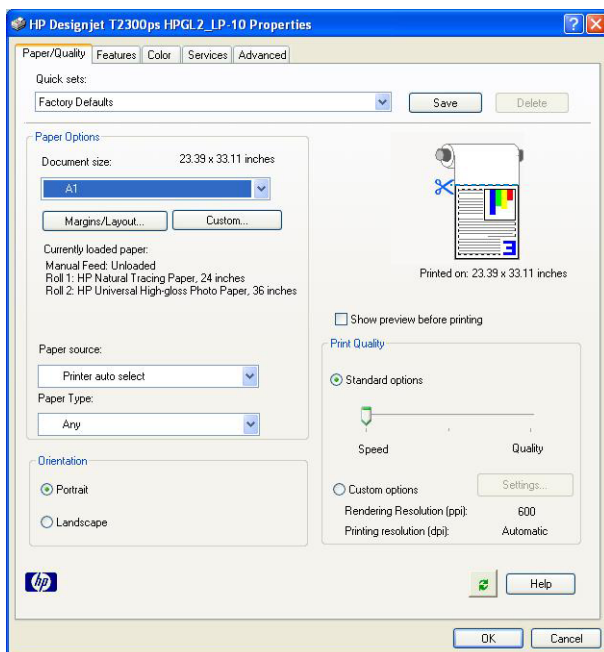 HP Designjet T2300ps HPGL2_LP-10 Properties
Paper/Quality Features Color Services Advanced
Quick sets:
Factory Defaults
Save
Delete
Paper Options
Document size: 23.39 x 33.11 inches
A1
Margins/Layout...
Custom...
Currently loaded paper:
Manual Feed: Unloaded
Roll 1: HP Natural Tracing Paper, 24 inches
Roll 2: HP Universal High-gloss Photo Paper, 36 inches
Paper source:
Printer auto select
Paper Type:
Any
Orientation
Portrait
Landscape
3
Printed on: 23.39 x 33.11 inches
Show preview before printing
Print Quality
Standard options
Speed Quality
Custom options
Settings...
Rendering Resolution (ppi): 600
Printing resolution (dpi): Automatic
hp
Help
OK
Cancel